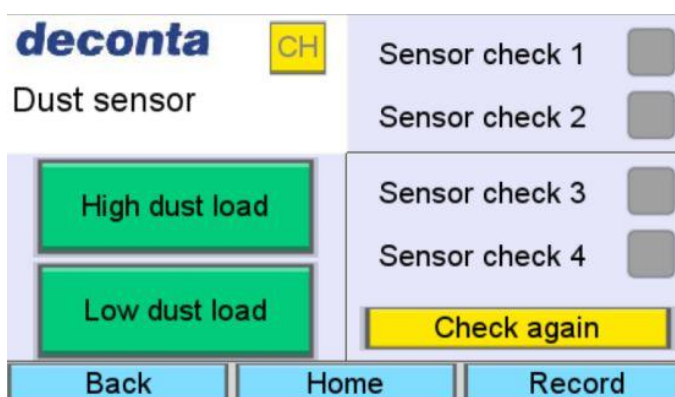 deconta
CH
Dust sensor
Sensor check 1
Sensor check 2
High dust load
Low dust load
Sensor check 3
Sensor check 4
Check again
Back
Home
Record